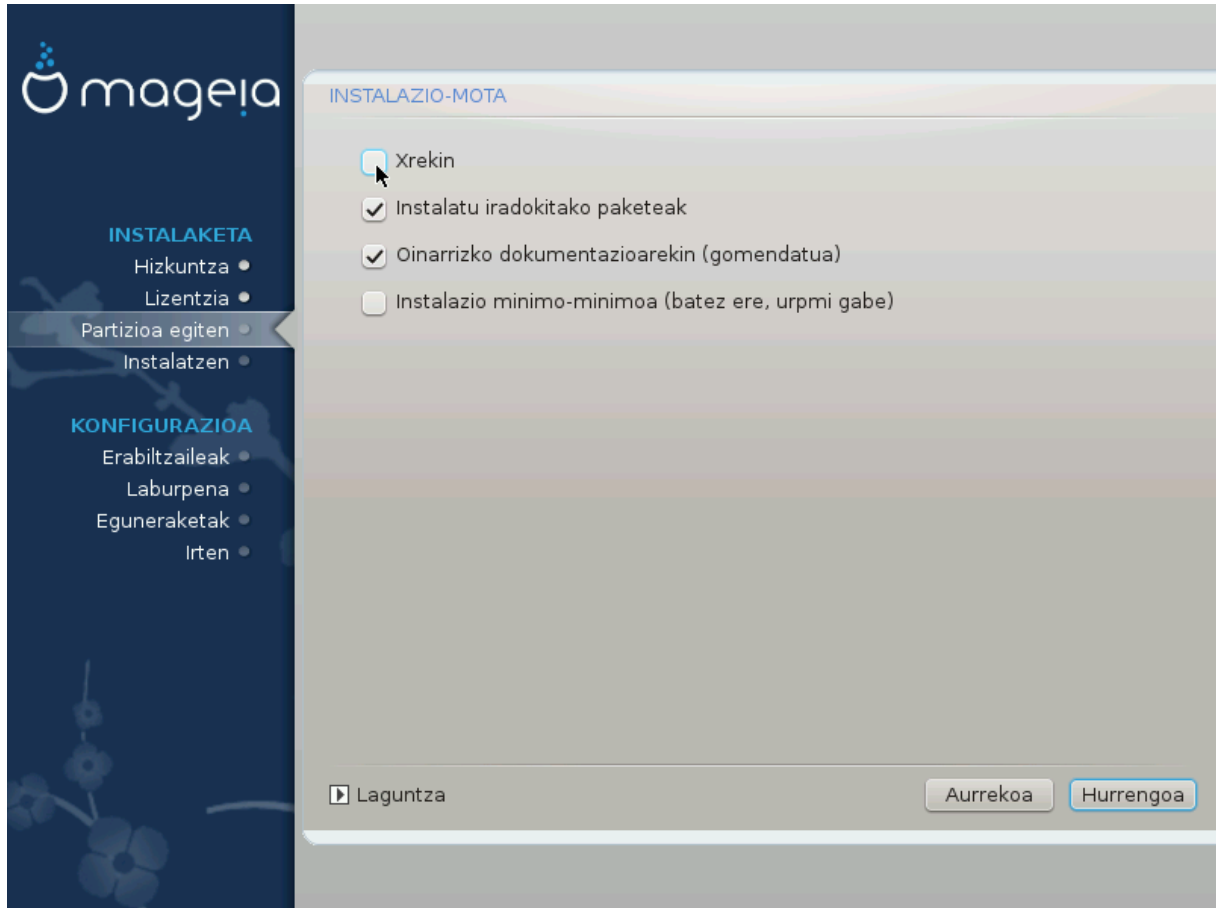 mageia
INSTALAKETA
Hizkuntza
Lizentzia
Partizioa egiten
Instalatzen
KONFIGURAZIOA
Erabiltzaileak
Laburpena
Eguneraketak
Irten
INSTALAZIO-MOTA
Xrekin
Instalatu iradokitako paketeak
Oinarrizko dokumentazioarekin (gomendatua)
Instalazio minimo-minimoa (batez ere, urpmi gabe)
Laguntza
Aurrekoa
Hurrengoa